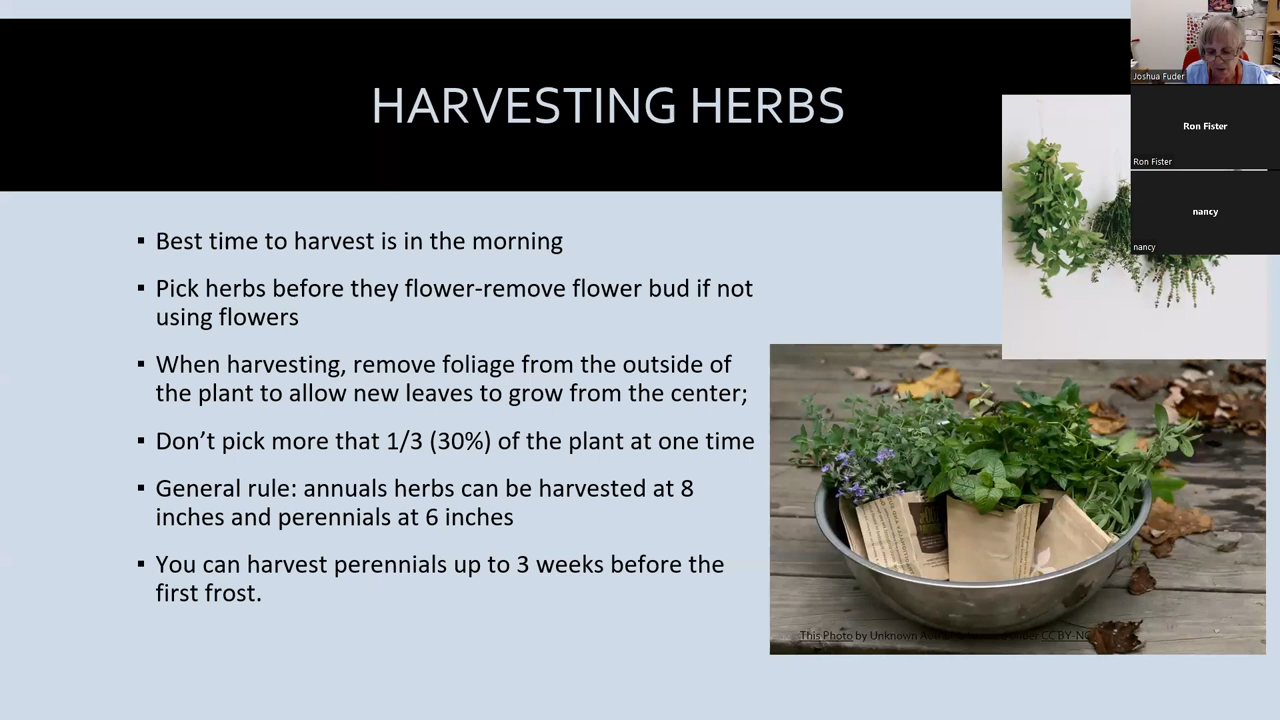 HARVESTING HERBS
▪ Best time to harvest is in the morning
▪ Pick herbs before they flower-remove flower bud if not
using flowers
▪ When harvesting, remove foliage from the outside of
the plant to allow new leaves to grow from the center;
▪ Don’t pick more that 1/3 (30%) of the plant at one time
▪ General rule: annuals herbs can be harvested at 8
inches and perennials at 6 inches
▪ You can harvest perennials up to 3 weeks before the
first frost.
Joshua Fuder
Ron Fister
Ron Fister
nancy
nancy
This Photo by Unknown under CC BY-NC